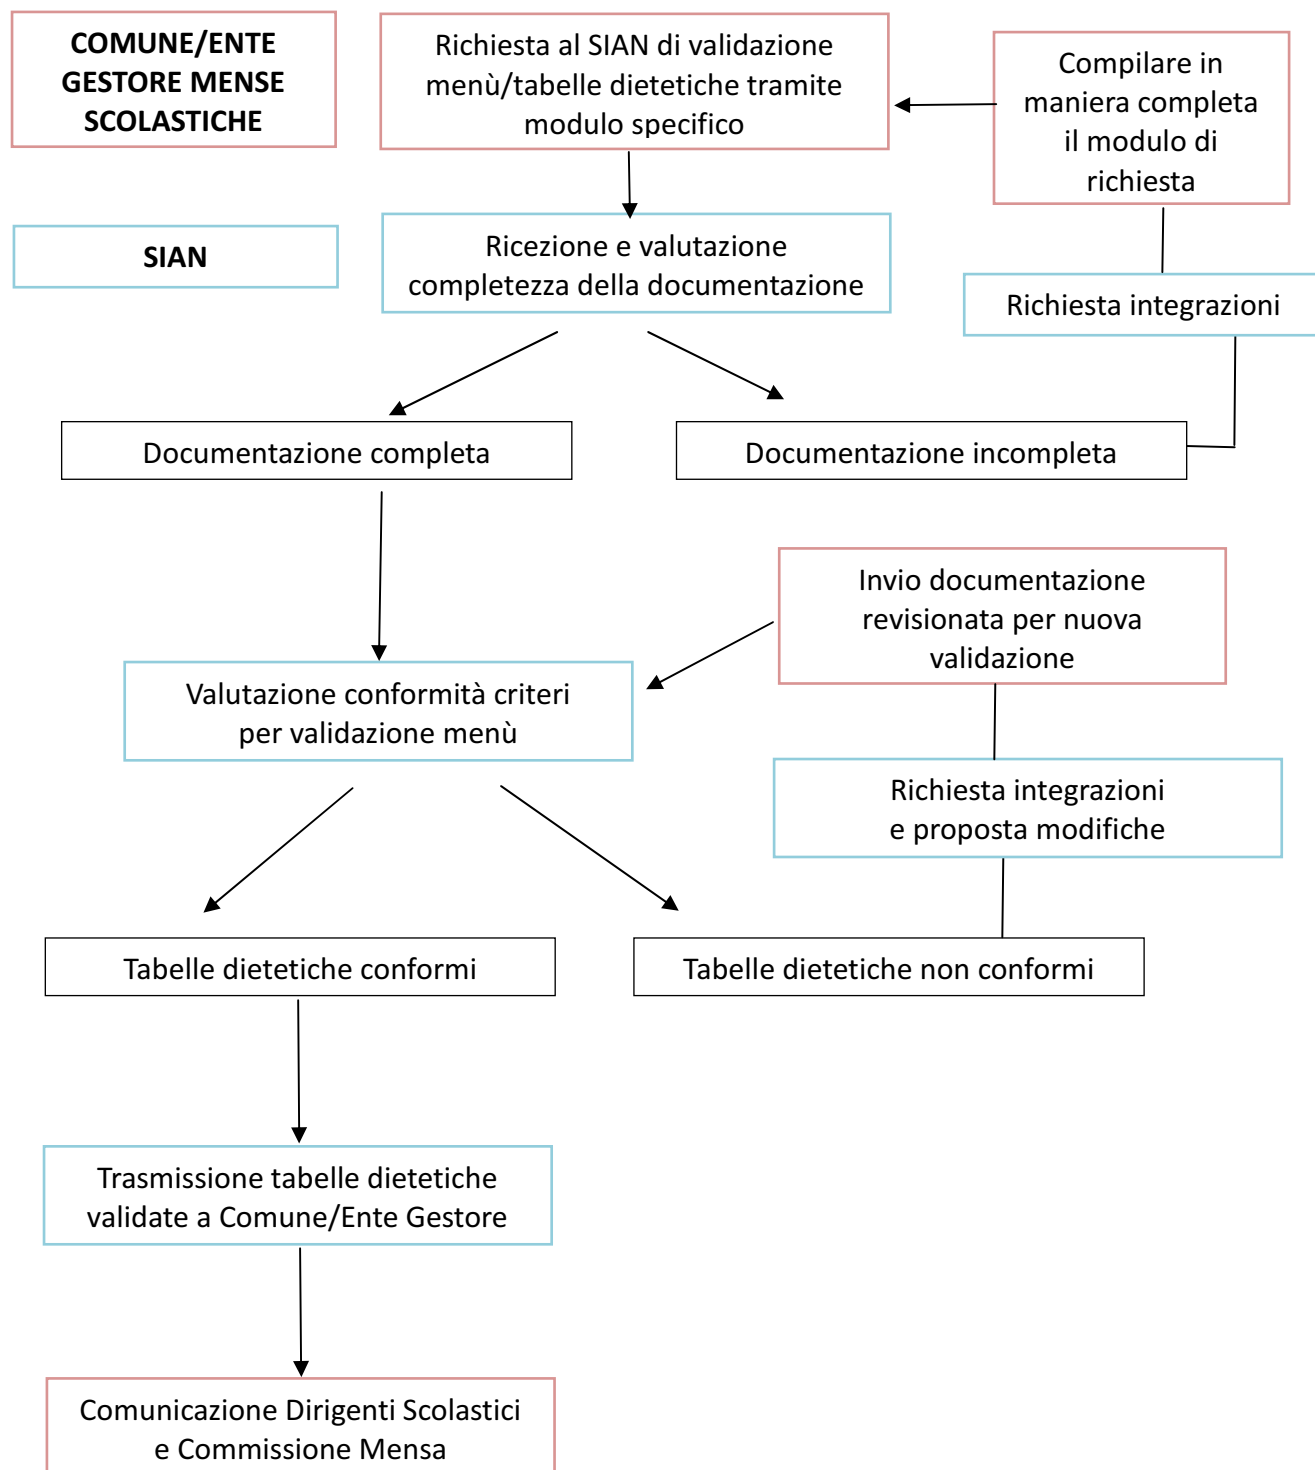 COMUNE/ENTE
GESTORE MENSE
SCOLASTICHE
Richiesta al SIAN di validazione
menù/tabelle dietetiche tramite
modulo specifico
Compilare in
maniera completa
il modulo di
richiesta
SIAN
Ricezione e valutazione
completezza della documentazione
Richiesta integrazioni
Documentazione completa
Documentazione incompleta
Invio documentazione
revisionata per nuova
validazione
Valutazione conformità criteri
per validazione menù
Richiesta integrazioni
e proposta modifiche
Tabelle dietetiche conformi
Tabelle dietetiche non conformi
Trasmissione tabelle dietetiche
validate a Comune/Ente Gestore
Comunicazione Dirigenti Scolastici
e Commissione Mensa